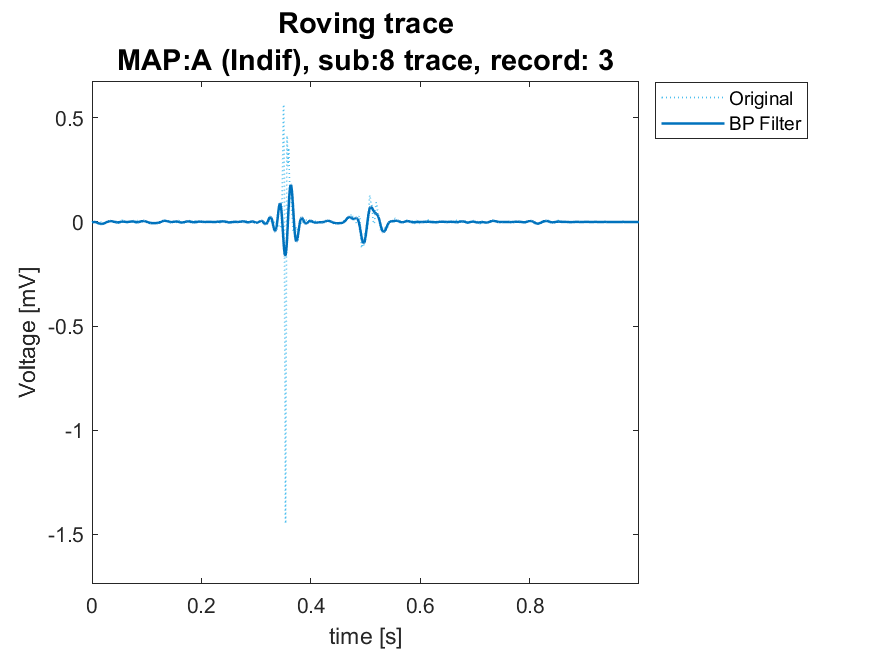 Roving trace
MAP:A (Indif), sub:8 trace, record: 3
Original
BP Filter
0.5
0
-0.5
-1
-1.5
Voltage [mV]
0 0.2 0.4 0.6 0.8
time [s]